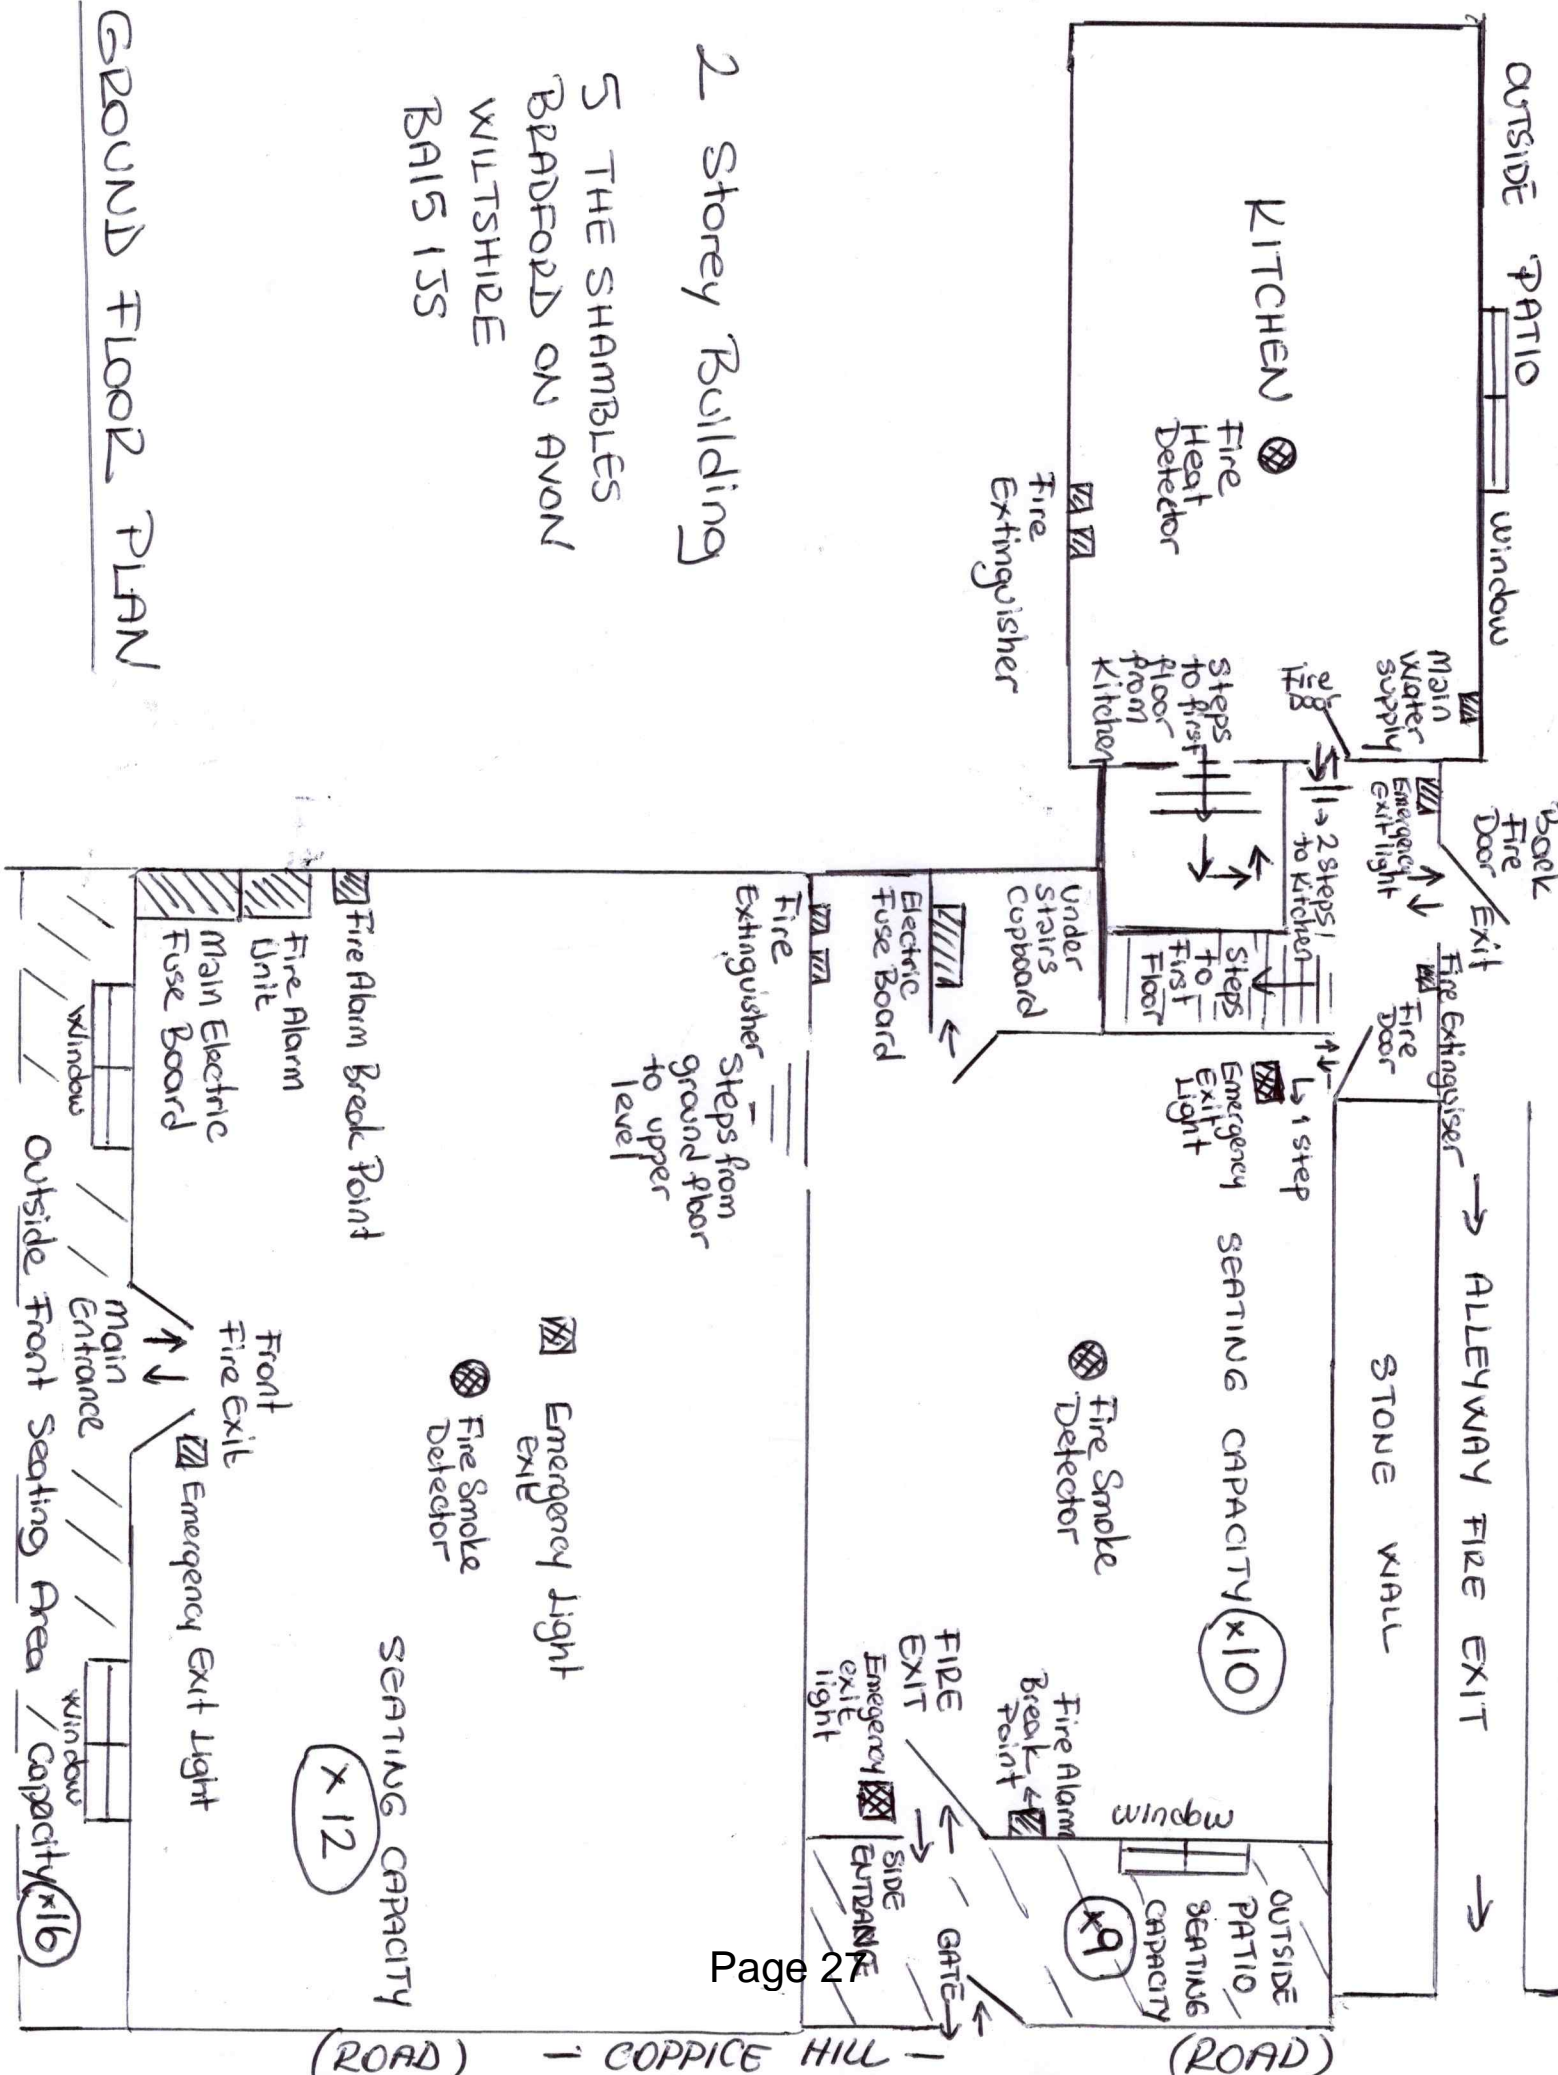 OUTSIDE PATIO
Window
KITCHEN
Fire
Heat
Detector
Fire
Extinguisher
Main
Water
Supply
Steps
to first
floor
from
Kitchen
Back
Fire
Door
Exit
Emergency
exit light
2 steps
to Kitchen
Fire Extinguiser
Fire
Door
→ ALLEYWAY FIRE EXIT →
STONE WALL
Steps
to
First
Floor
Under
Stairs
Cupboard
Electric
Fuse Board
1 step
Emergency
Exit
Light
SEATING CAPACITY x10
Fire Smoke
Detector
Fire Alarm
Break
Point
FIRE
EXIT
Emegency
exit
light
Window
OUTSIDE
PATIO
SEATING
CAPACITY
x9
SIDE
ENTRANCE
GATE
2 Storey Building
5 THE SHAMBLES
BRADFORD ON AVON
WILTSHIRE
BA15 1JS
Fire
Extinguisher
Steps from
ground floor
to upper
level
Emergency Light
Exit
Fire Smoke
Detector
SEATING CAPACITY
x 12
Fire Alarm Break Point
Fire Alarm
Unit
Main Electric
Fuse Board
Front
Fire Exit
Emergency Exit Light
Main
Entrance
Window
Window
Outside Front Seating Area / Capacity x16
GROUND FLOOR PLAN
(ROAD) - COPPICE HILL - (ROAD)
Page 27